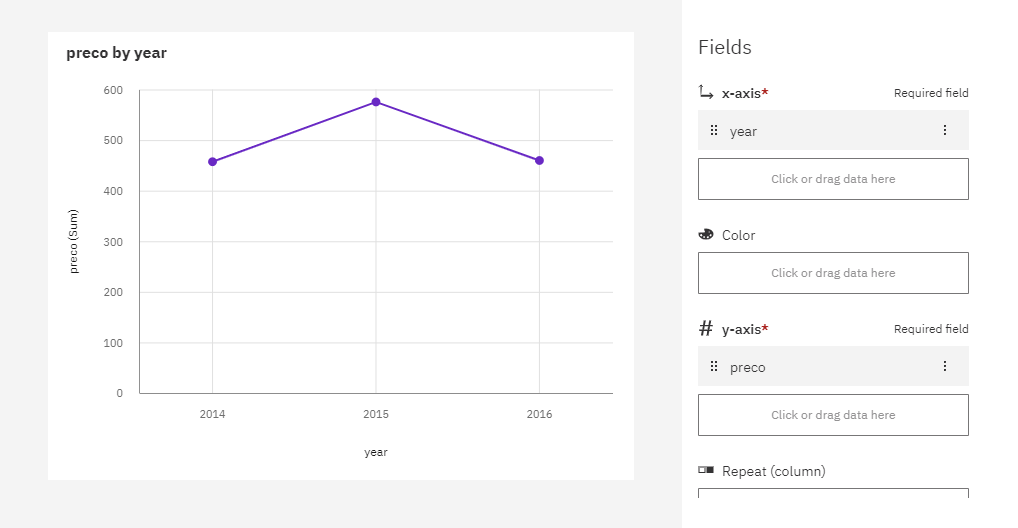 preco by year
600
500
400
300
200
100
0
preco (Sum)
2014 2015 2016
year
Fields
x-axis* Required field
year
Click or drag data here
Color
Click or drag data here
# y-axis* Required field
preco
Click or drag data here
Repeat (column)